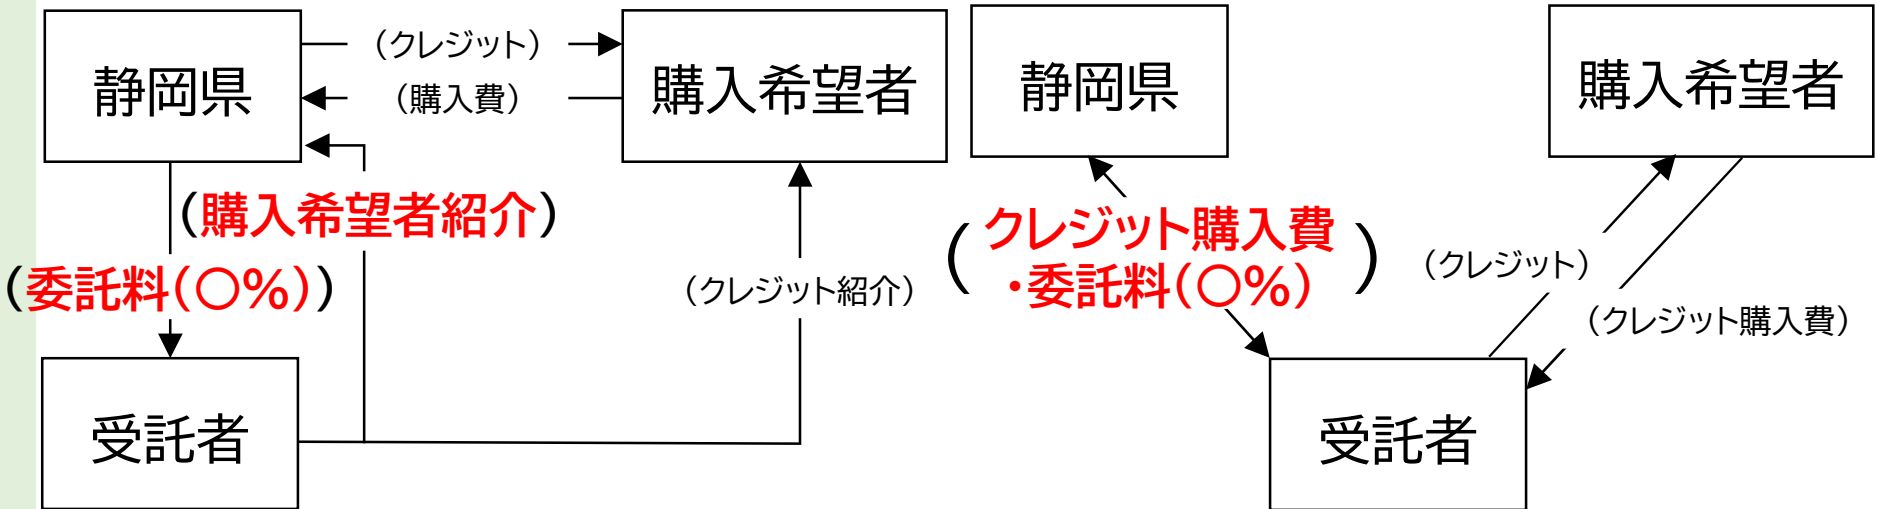 静岡県
（クレジット）
（購入費）
購入希望者
（購入希望者紹介）
（委託料（〇％））
（クレジット紹介）
受託者
静岡県
購入希望者
（クレジット購入費
・委託料（〇％））
（クレジット）
（クレジット購入費）
受託者